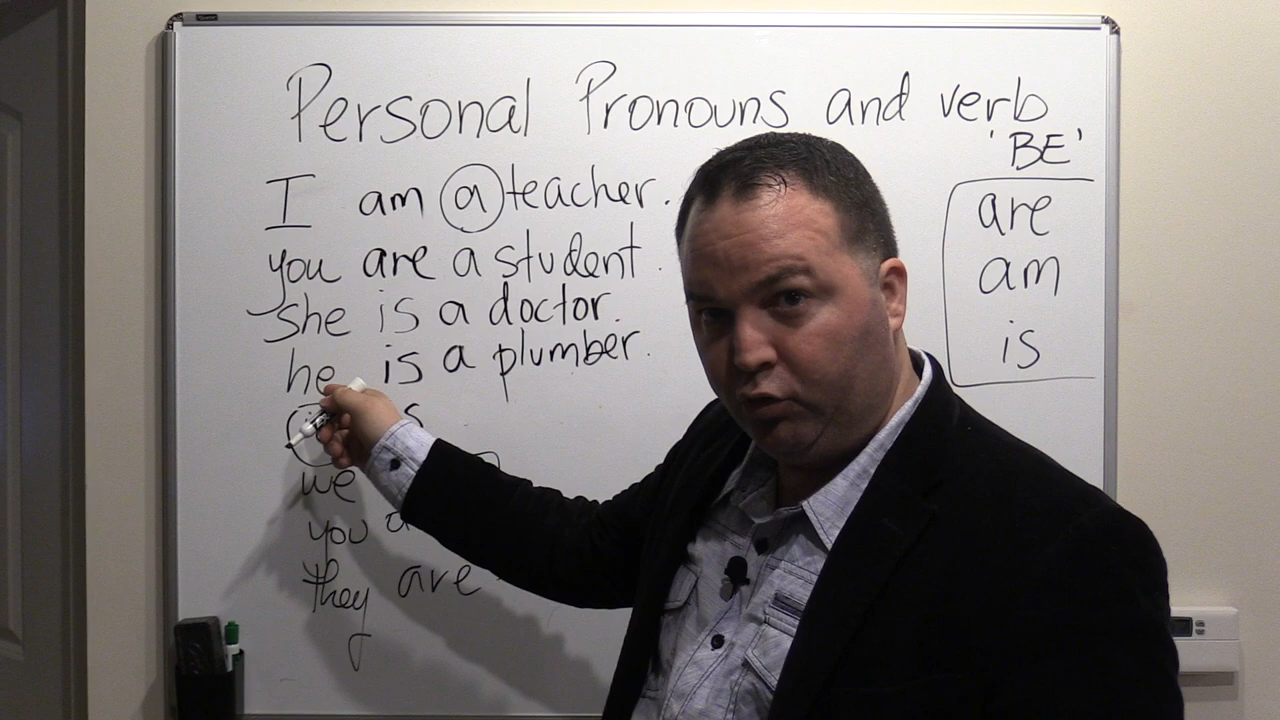 Personal Pronouns and verb
'BE'
I am a teacher.
you are a student.
she is a doctor.
he is a plumber.
we
you
they are
are
am
is